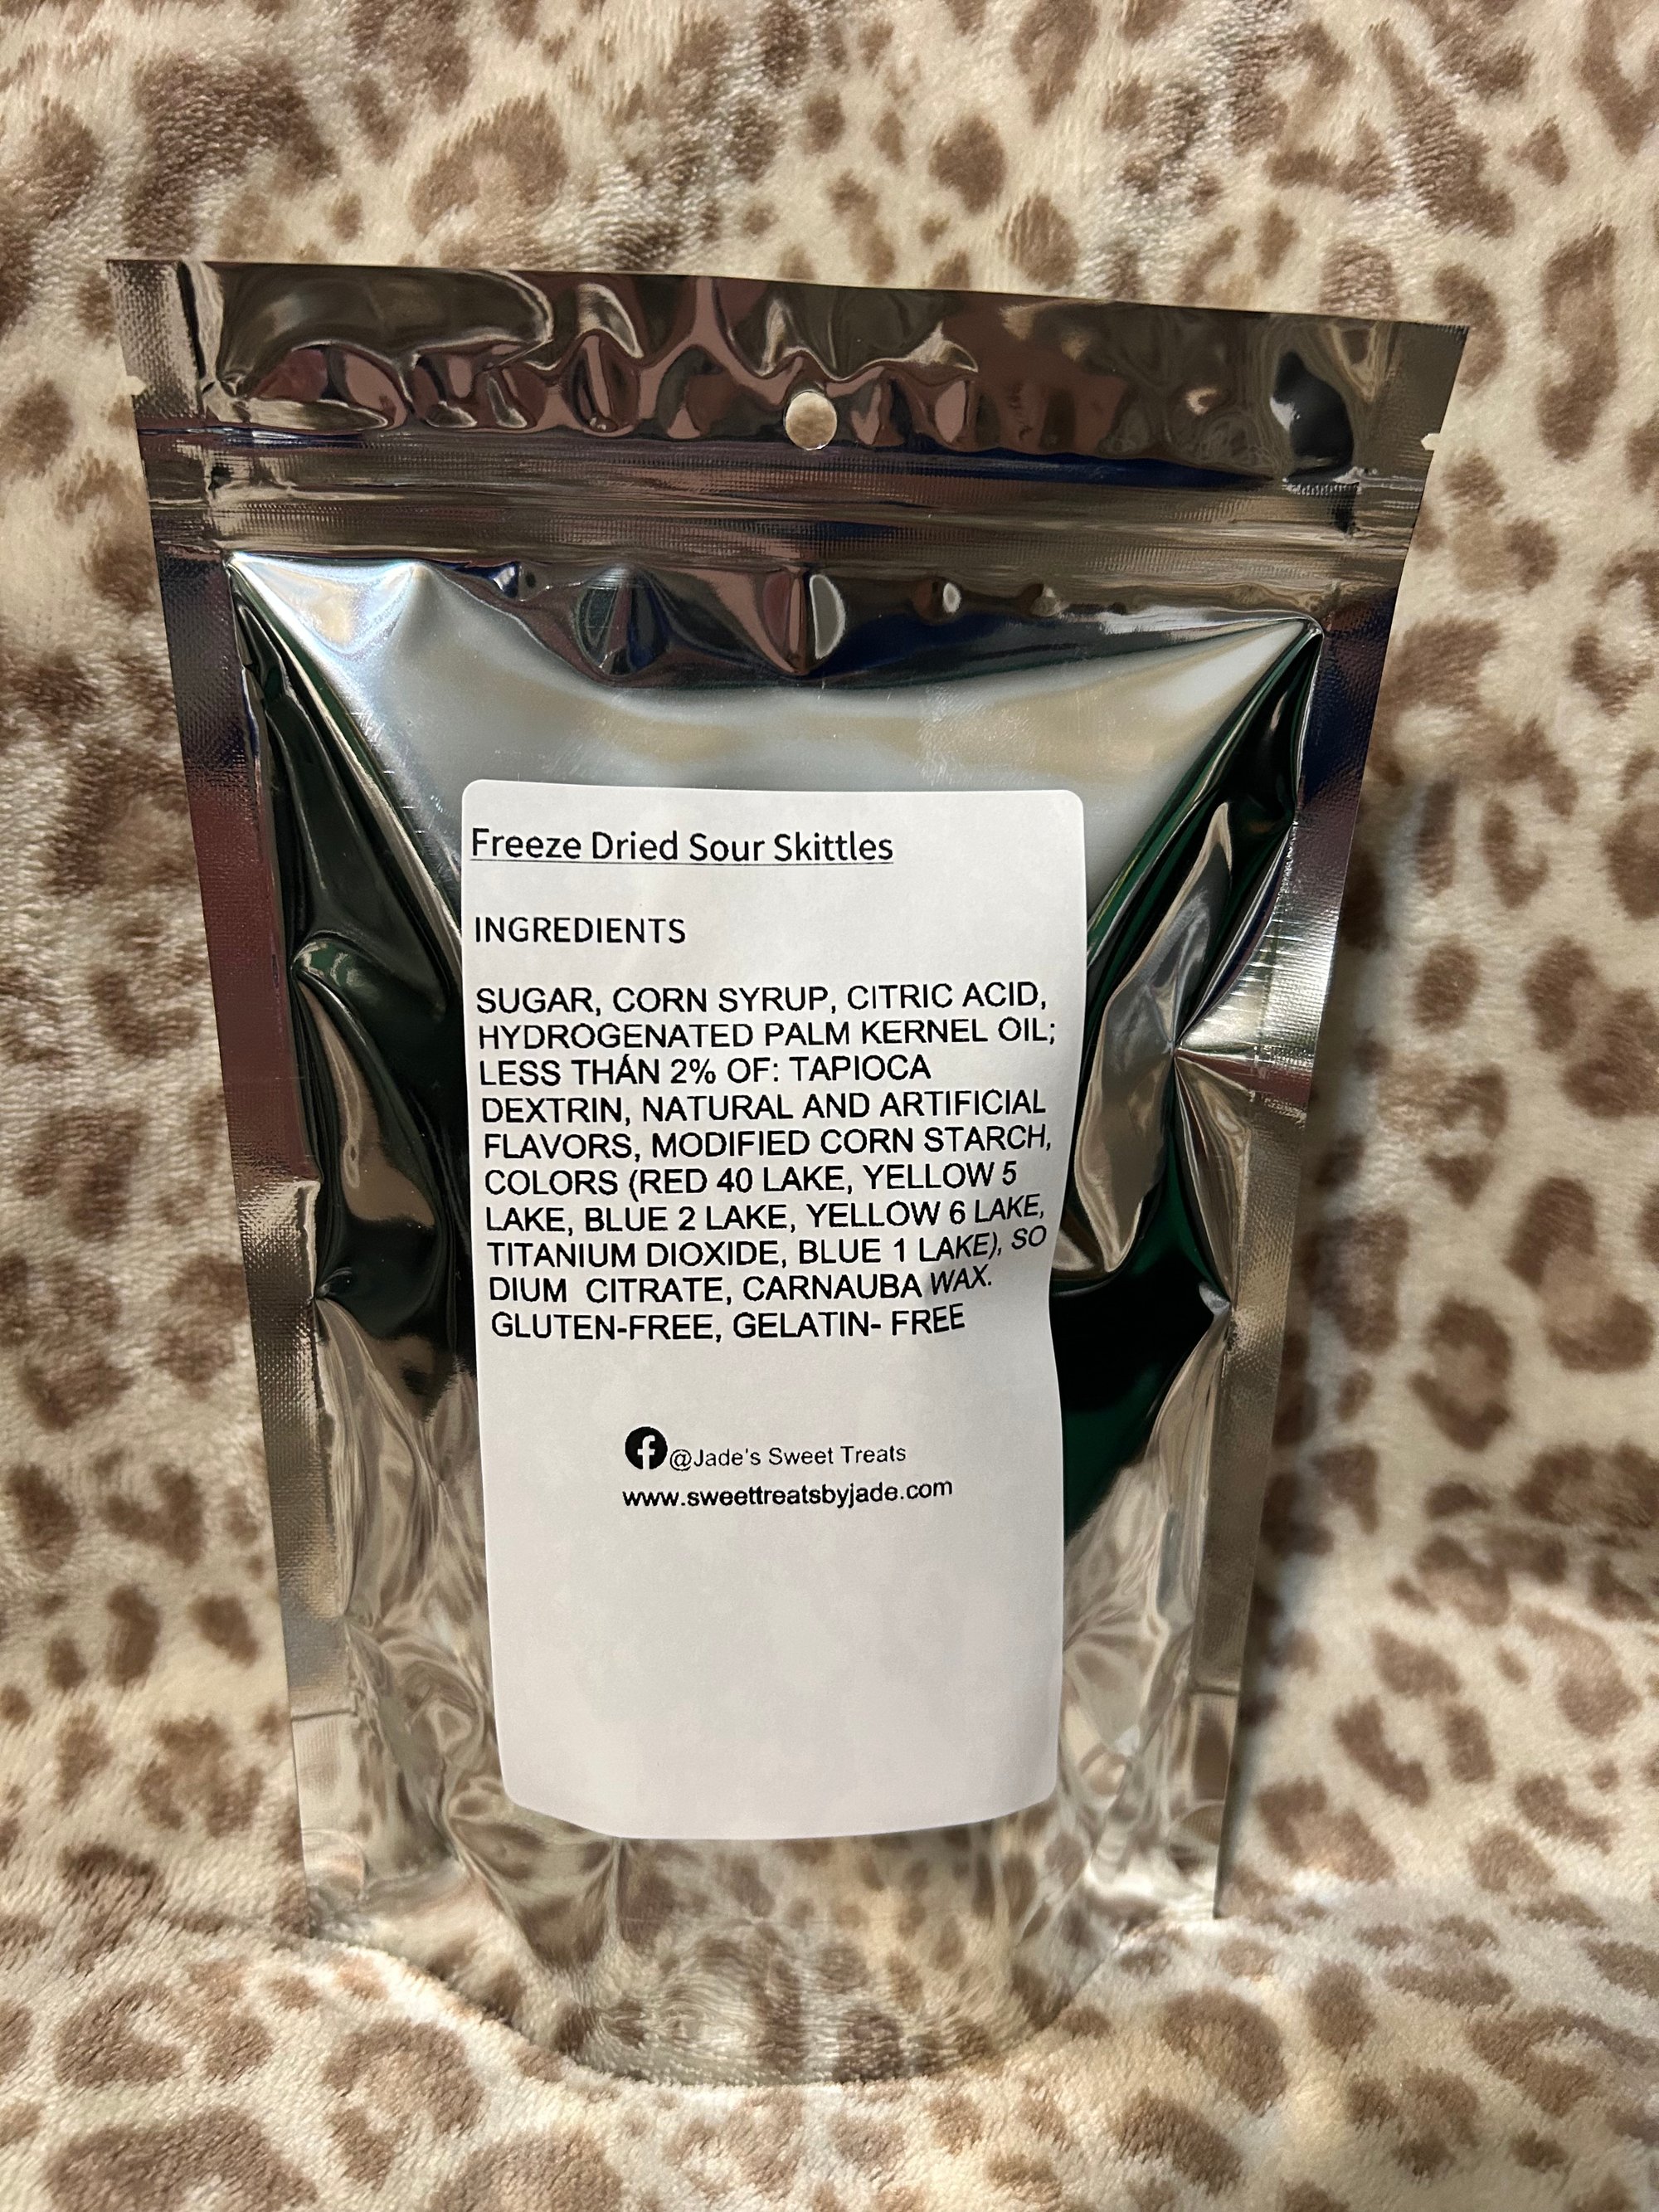 Freeze Dried Sour Skittles
INGREDIENTS
SUGAR, CORN SYRUP, CITRIC ACID,
HYDROGENATED PALM KERNEL OIL;
LESS THÁN 2% OF: TAPIOCA
DEXTRIN, NATURAL AND ARTIFICIAL
FLAVORS, MODIFIED CORN STARCH,
COLORS (RED 40 LAKE, YELLOW 5
LAKE, BLUE 2 LAKE, YELLOW 6 LAKE,
TITANIUM DIOXIDE, BLUE 1 LAKE), SO
DIUM CITRATE, CARNAUBA WAX.
GLUTEN-FREE, GELATIN- FREE
@Jade's Sweet Treats
www.sweettreatsbyjade.com